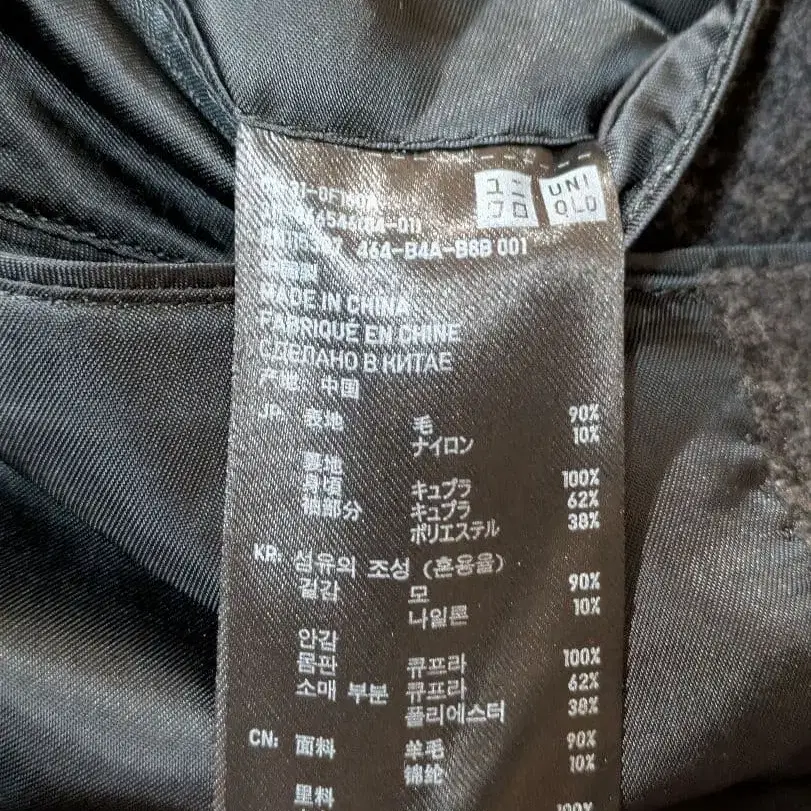 ユニ
クロ
UNI
QLO
464-B4A-B8B 001
中国製
MADE IN CHINA
FABRIQUÉ EN CHINE
СДЕЛАНО В КИТАЕ
产地: 中国
JP: 表地 毛 90%
ナイロン 10%
裏地
身頃 キュプラ 100%
袖部分 キュプラ 62%
ポリエステル 38%
KR: 섬유의 조성 (혼용율)
겉감 모 90%
나일론 10%
안감
몸판 큐프라 100%
소매 부분 큐프라 62%
폴리에스터 38%
CN: 面料 羊毛 90%
锦纶 10%
里料
100%